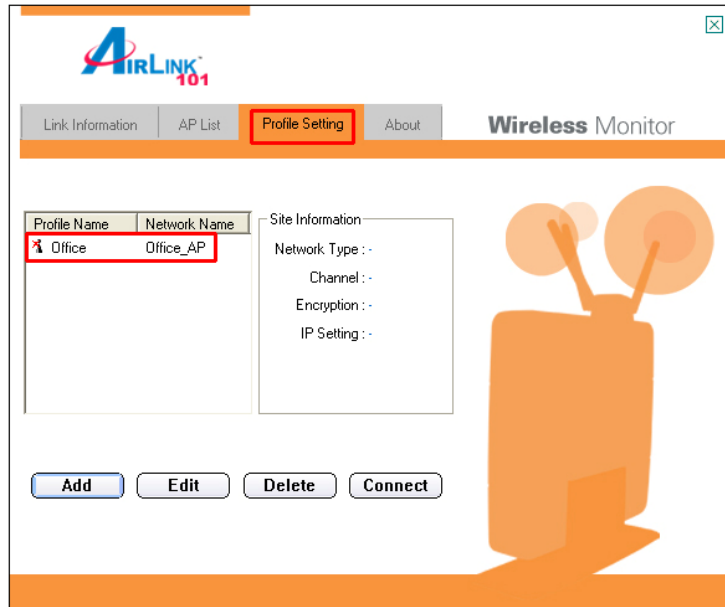 AIRLINK™
101
Link Information
AP List
Profile Setting
About
Wireless Monitor
Profile Name Network Name
Office Office_AP
Site Information
Network Type : -
Channel : -
Encryption : -
IP Setting : -
Add Edit Delete Connect